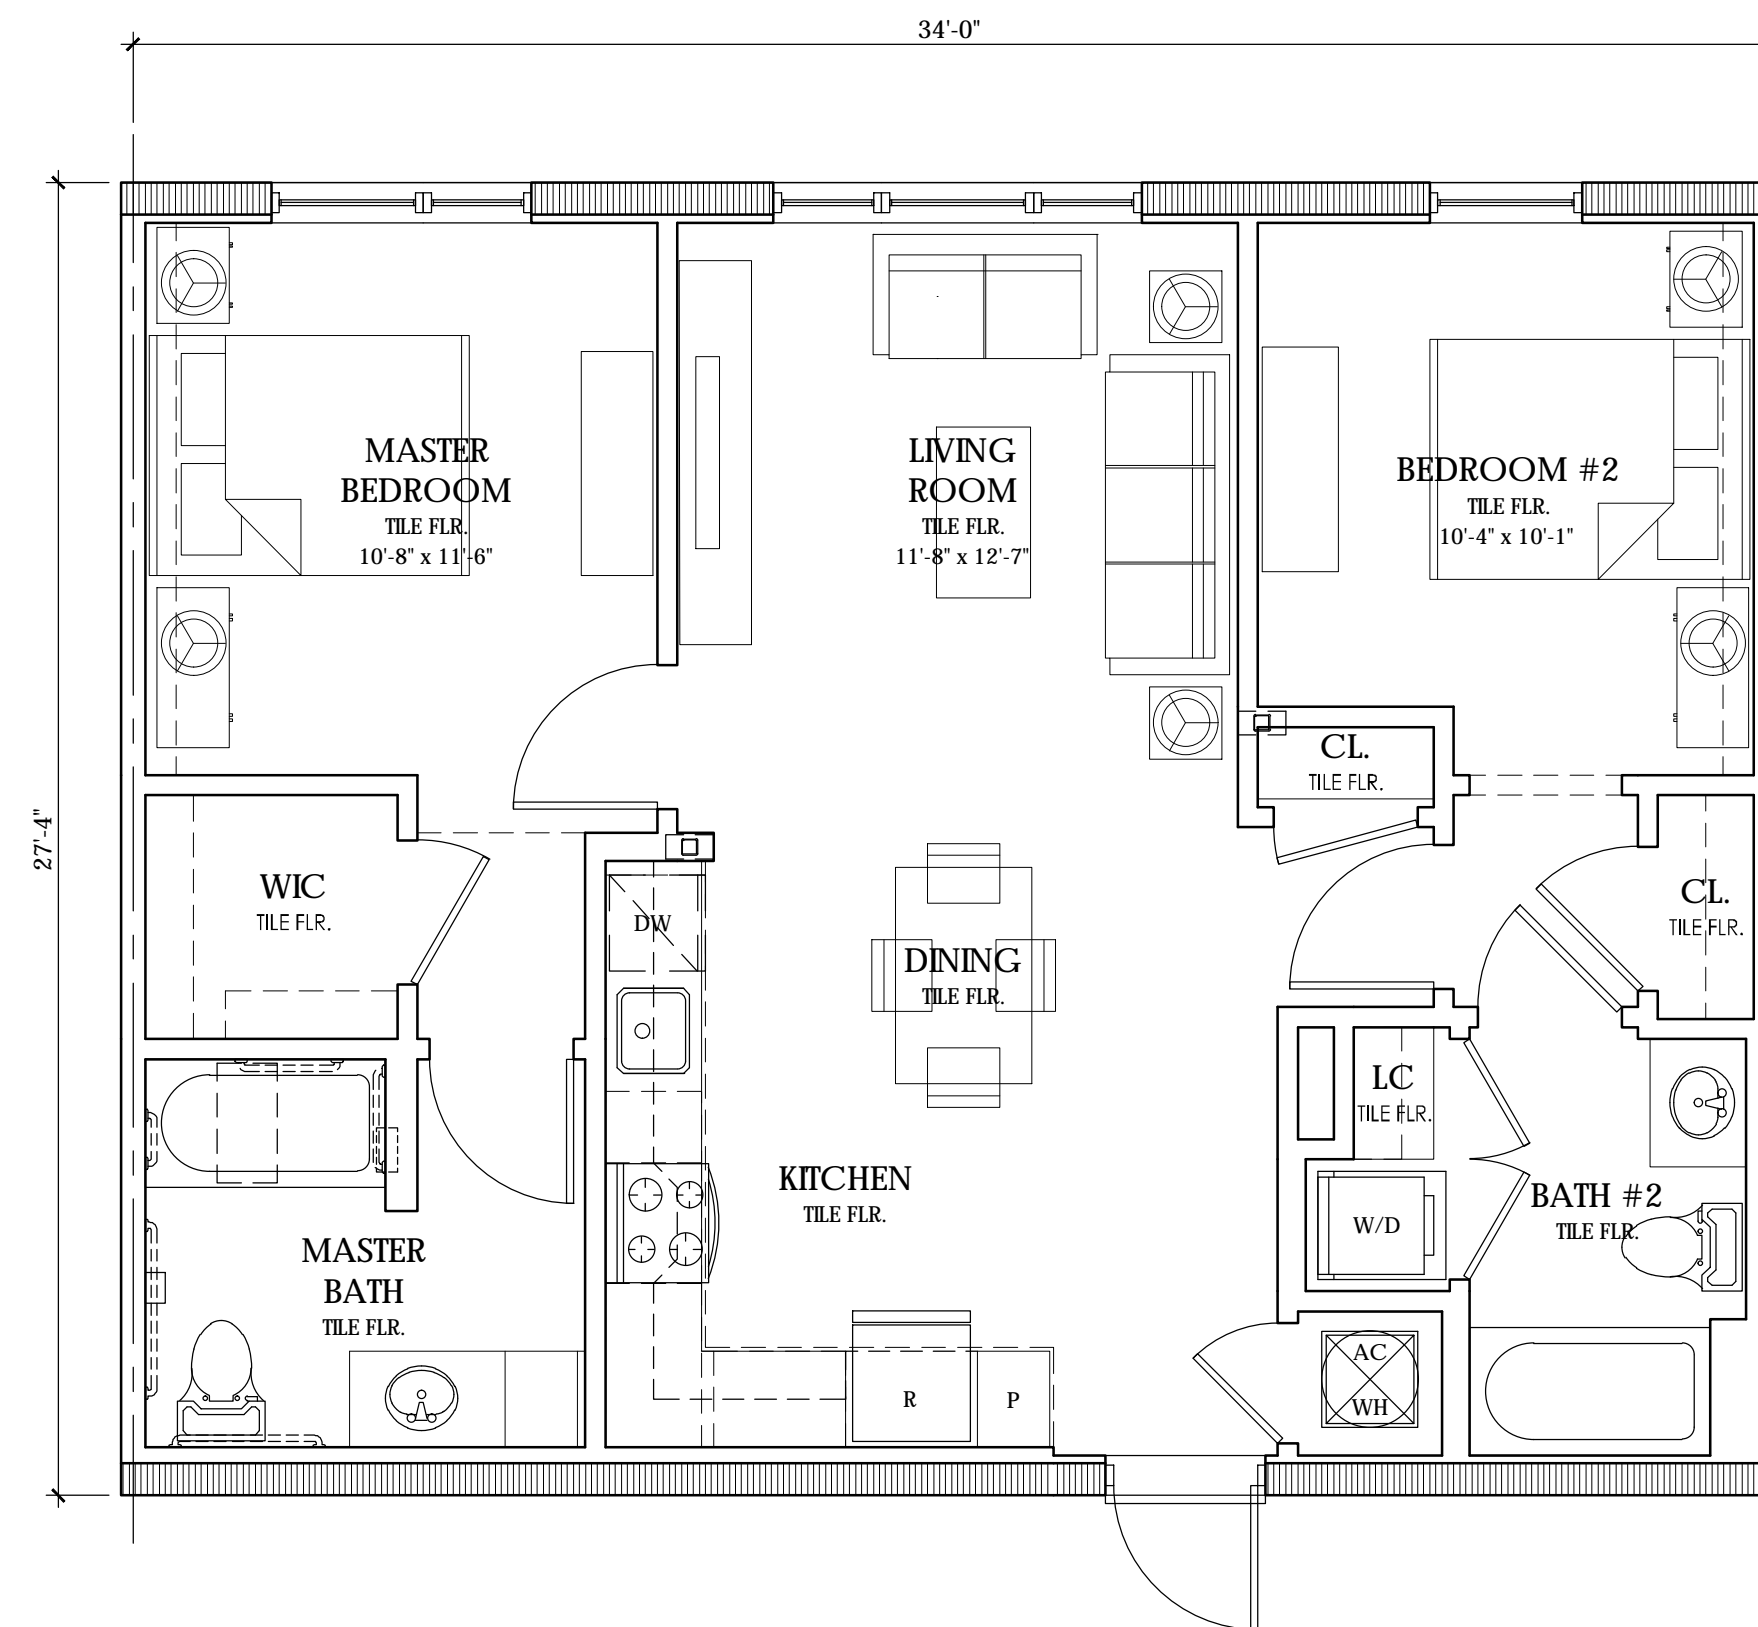 34'-0"
27'-4"
MASTER
BEDROOM
TILE FLR.
10'-8" x 11'-6"
LIVING
ROOM
TILE FLR.
11'-8" x 12'-7"
BEDROOM #2
TILE FLR.
10'-4" x 10'-1"
CL.
TILE FLR.
WIC
TILE FLR.
DW
DINING
TILE FLR.
CL.
TILE FLR.
LC
TILE FLR.
KITCHEN
TILE FLR.
W/D
BATH #2
TILE FLR.
MASTER
BATH
TILE FLR.
R
P
AC
WH